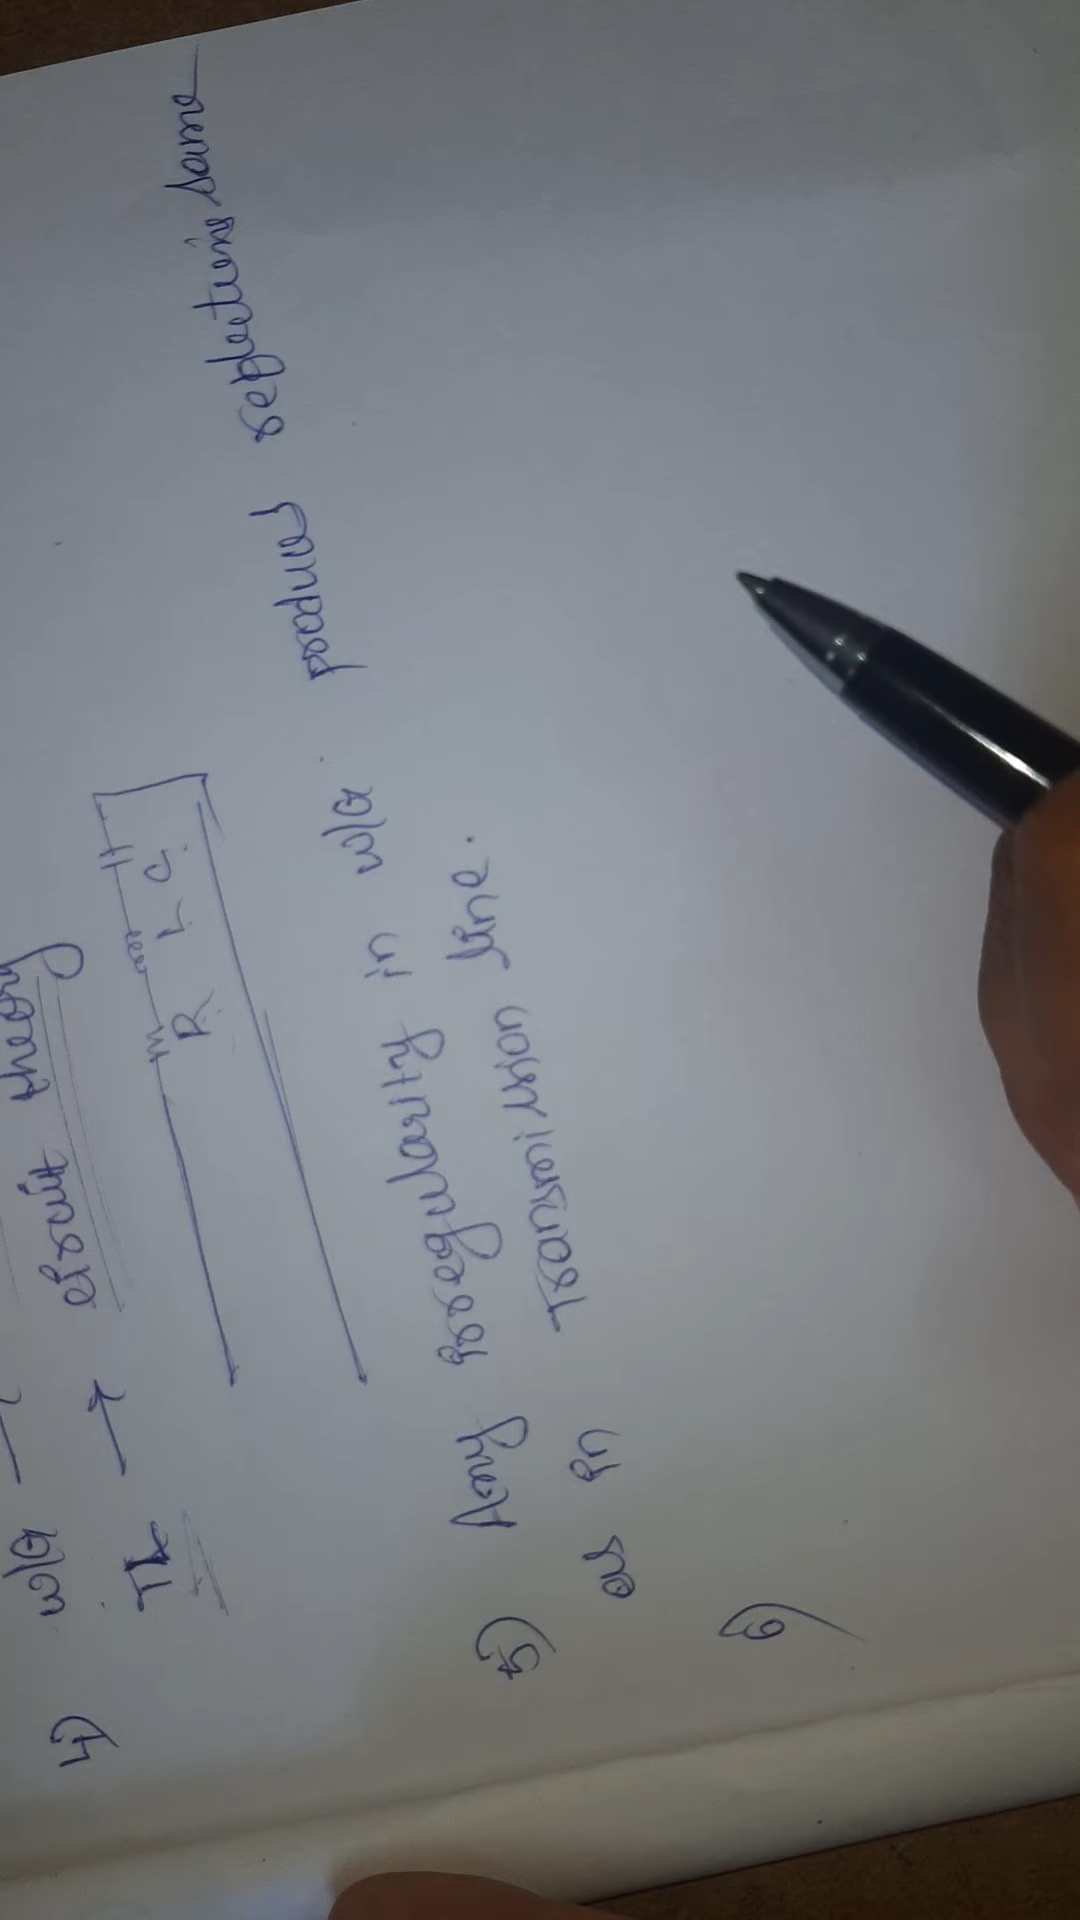 4) w/G →
TL → circuit theory
R L C
5) Any irregularity in w/G produces reflections same
as in Transmission line.
6)